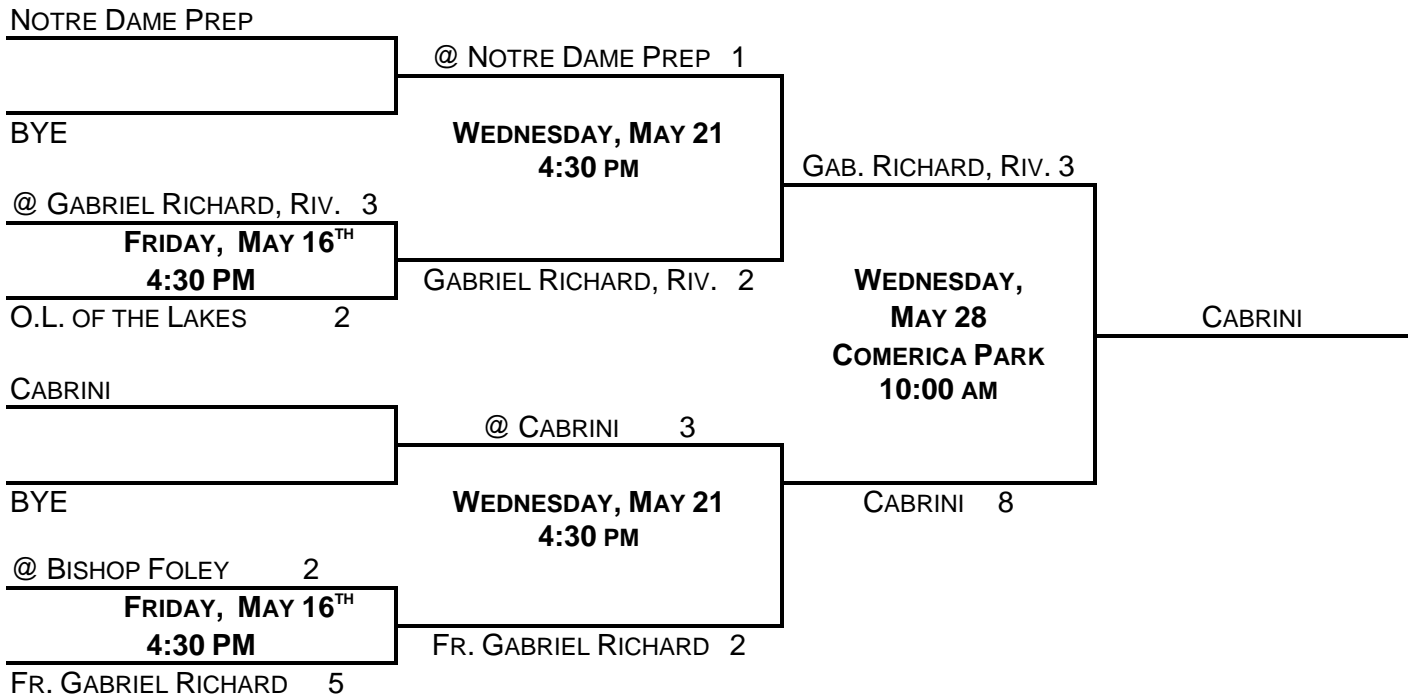 NOTRE DAME PREP
@ NOTRE DAME PREP 1
BYE
WEDNESDAY, MAY 21
4:30 PM
GAB. RICHARD, RIV. 3
@ GABRIEL RICHARD, RIV. 3
FRIDAY, MAY 16TH
4:30 PM
GABRIEL RICHARD, RIV. 2
O.L. OF THE LAKES 2
WEDNESDAY,
MAY 28
COMERICA PARK
10:00 AM
CABRINI
CABRINI
@ CABRINI 3
BYE
WEDNESDAY, MAY 21
4:30 PM
CABRINI 8
@ BISHOP FOLEY 2
FRIDAY, MAY 16TH
4:30 PM
FR. GABRIEL RICHARD 2
FR. GABRIEL RICHARD 5